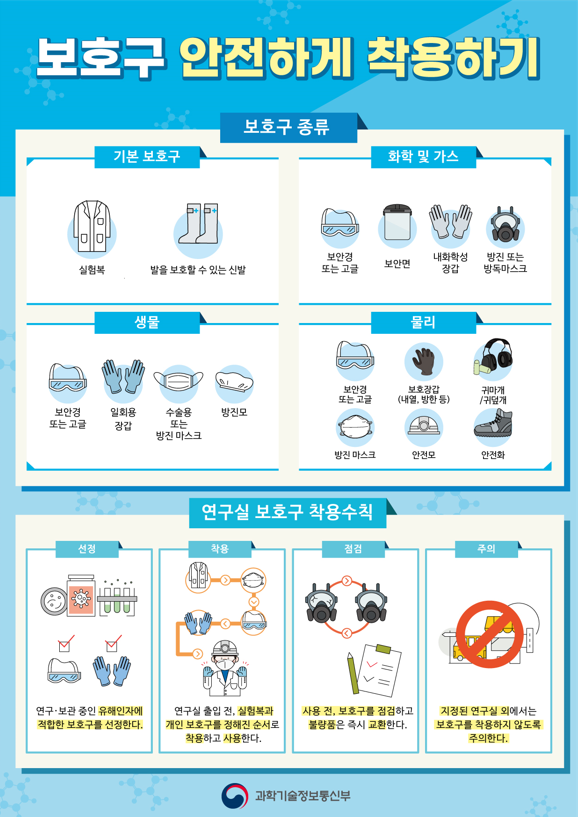 보호구 안전하게 착용하기
보호구 종류
기본 보호구
실험복
발을 보호할 수 있는 신발
화학 및 가스
보안경
또는 고글
보안면
내화학성
장갑
방진 또는
방독마스크
생물
보안경
또는 고글
일회용
장갑
수술용
또는
방진 마스크
방진모
물리
보안경
또는 고글
보호장갑
(내열, 방한 등)
귀마개
/귀덮개
방진 마스크
안전모
안전화
연구실 보호구 착용수칙
선정
연구·보관 중인 유해인자에
적합한 보호구를 선정한다.
착용
연구실 출입 전, 실험복과
개인 보호구를 정해진 순서로
착용하고 사용한다.
점검
사용 전, 보호구를 점검하고
불량품은 즉시 교환한다.
주의
지정된 연구실 외에서는
보호구를 착용하지 않도록
주의한다.
과학기술정보통신부